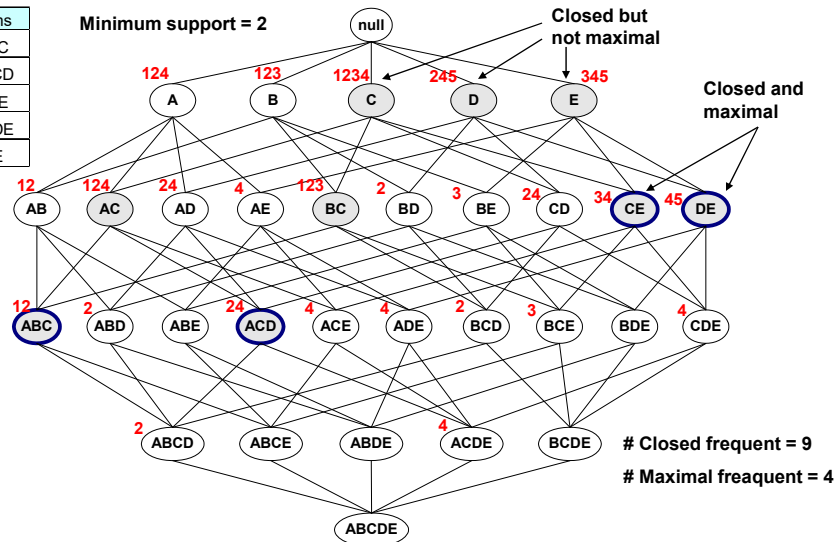 ns
C
CD
E
DE
E
Minimum support = 2
null
Closed but
not maximal
124
123
1234
245
345
A
B
C
D
E
Closed and
maximal
12
124
24
4
123
2
3
24
34
45
AB
AC
AD
AE
BC
BD
BE
CD
CE
DE
12
2
24
4
4
2
3
4
ABC
ABD
ABE
ACD
ACE
ADE
BCD
BCE
BDE
CDE
2
4
ABCD
ABCE
ABDE
ACDE
BCDE
# Closed frequent = 9
# Maximal freaquent = 4
ABCDE